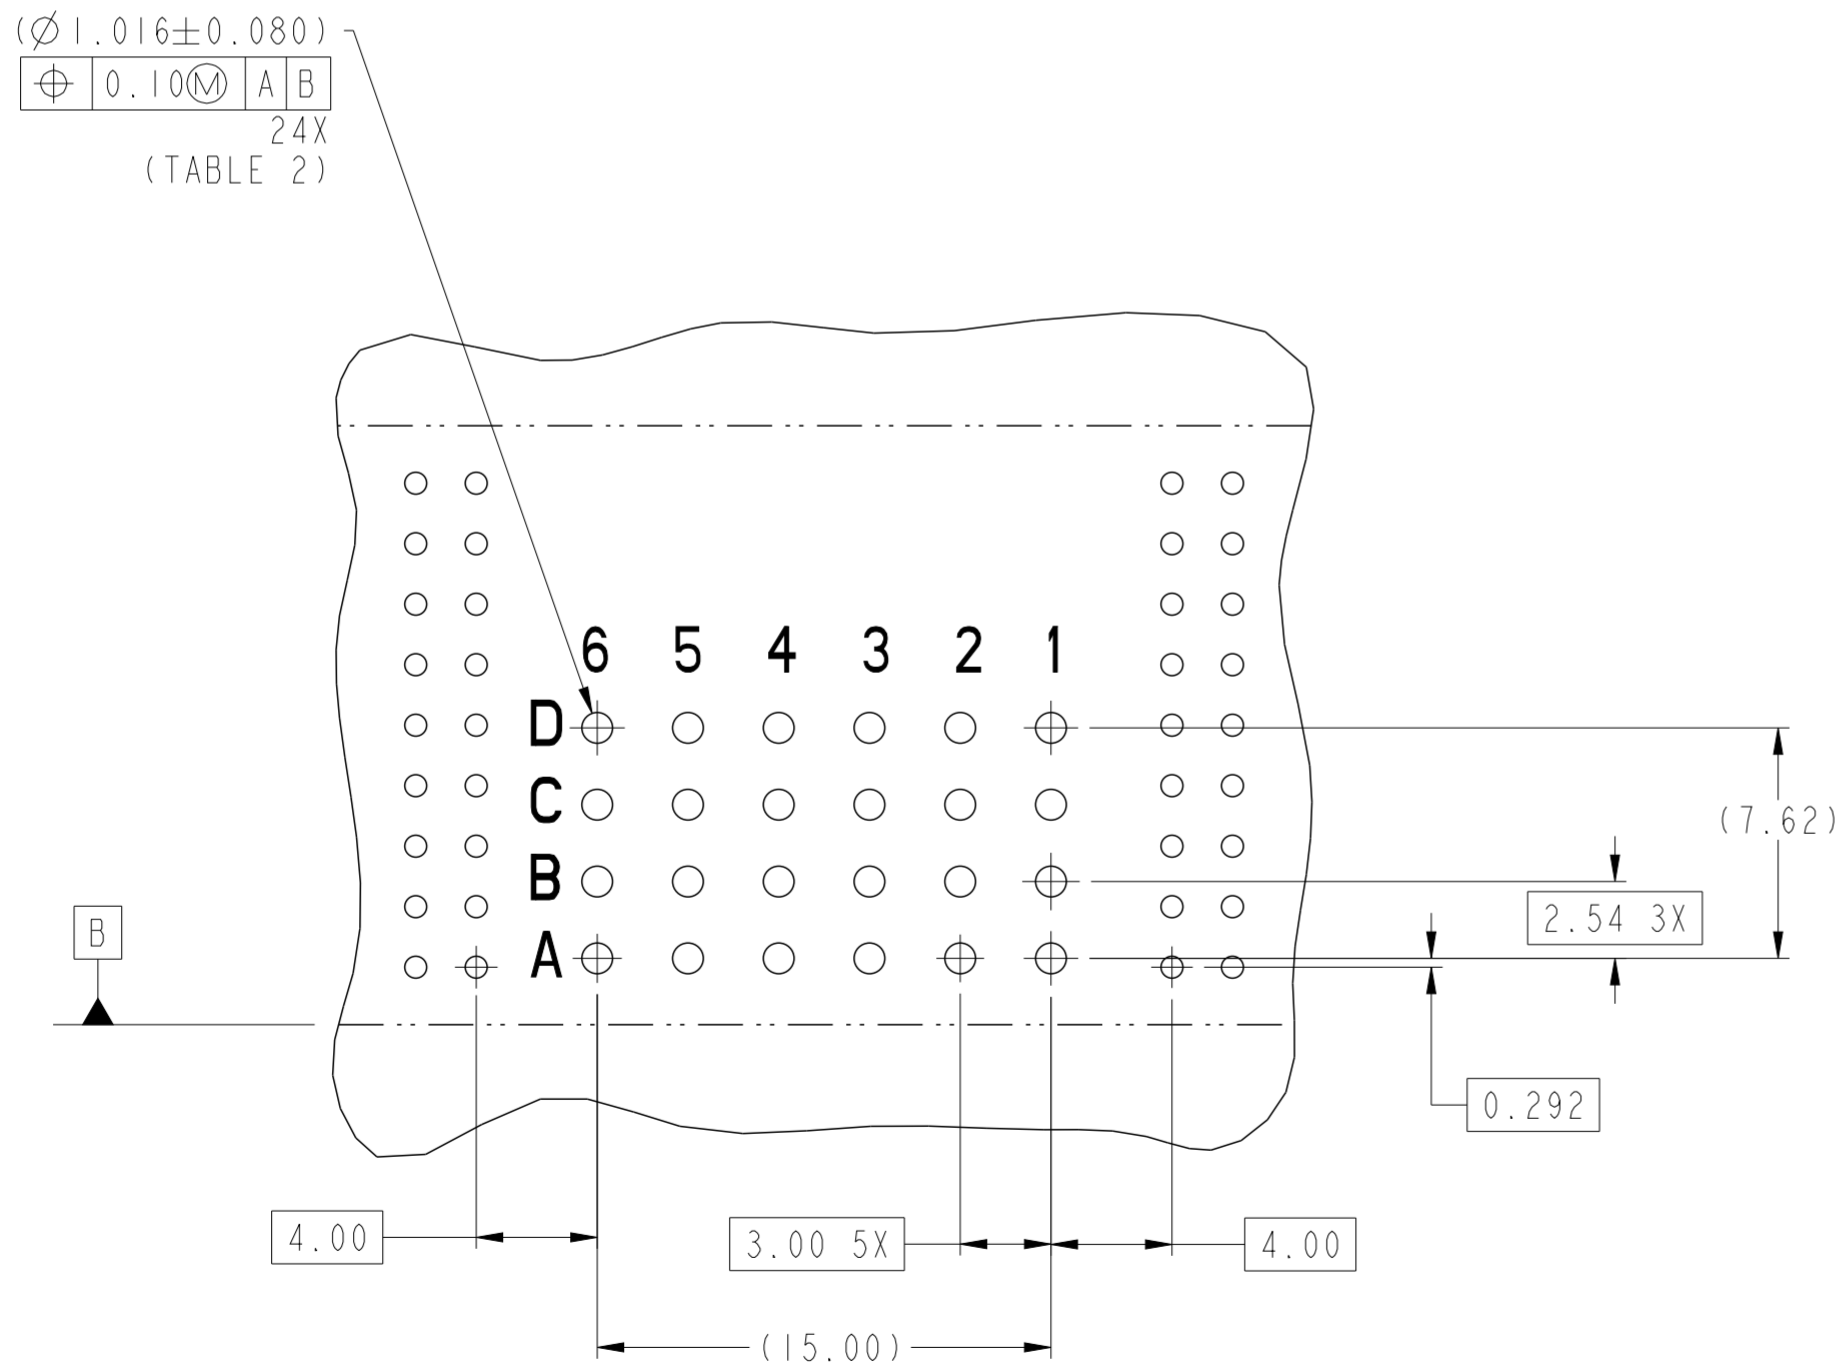 (∅1.016±0.080)
⌖ 0.10Ⓜ A B
24X
(TABLE 2)
6 5 4 3 2 1
D
C
B
A
(7.62)
2.54 3X
B
0.292
4.00
3.00 5X
4.00
(15.00)